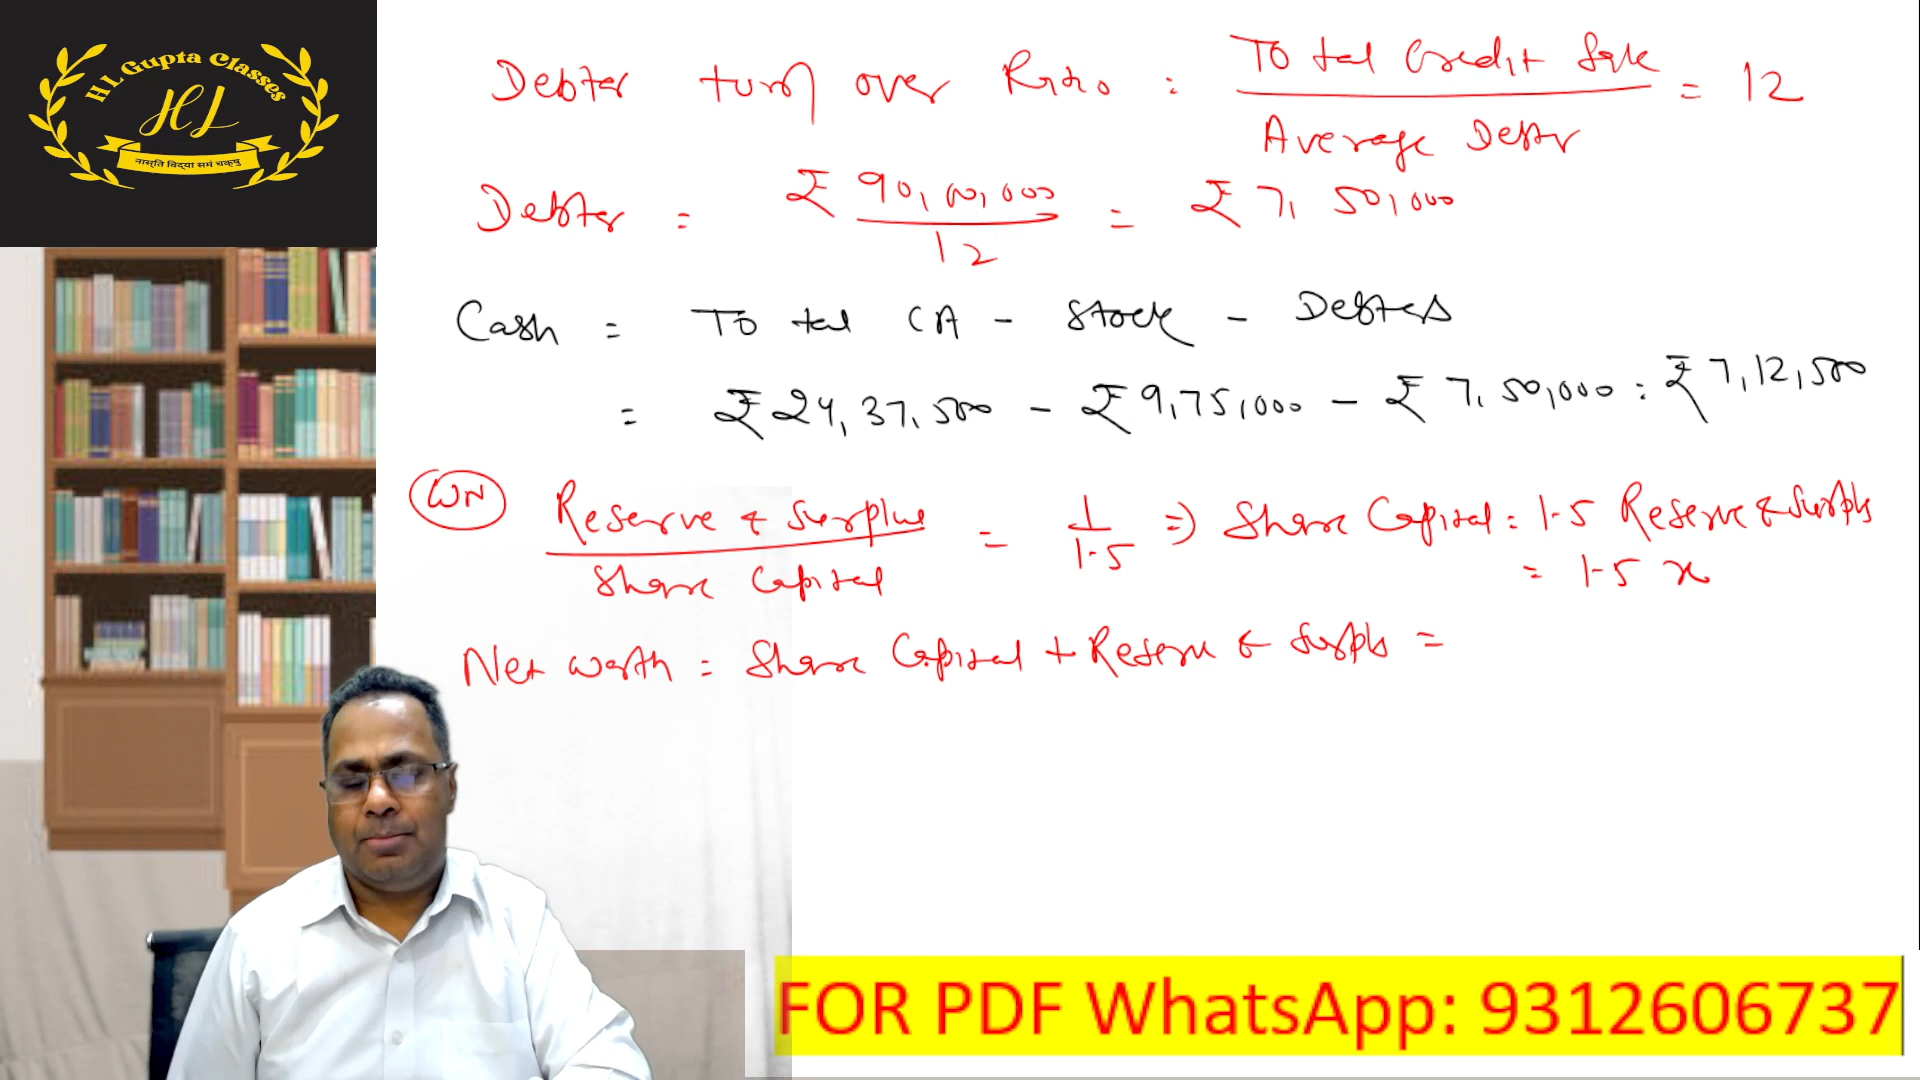 HL Gupta Classes
HL
नास्ति विद्या समं चक्षु
Debtor turn over Ratio : Total Credit Sale / Average Debtor = 12
Debtor = ₹ 90,00,000 / 12 = ₹ 7,50,000
Cash = Total CA - Stock - Debtors
= ₹ 24,37,500 - ₹ 9,75,000 - ₹ 7,50,000 = ₹ 7,12,500
WN Reserve & Surplus / Share Capital = 1 / 1.5 => Share Capital = 1.5 Reserve & Surplus
= 1.5 x
Net worth = Share Capital + Reserve & Surplus =
FOR PDF WhatsApp: 9312606737